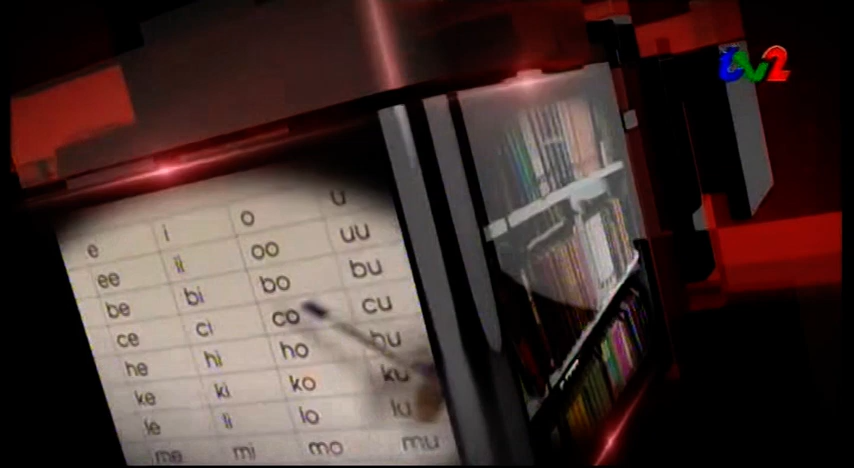 tv2
e i o u
ee ii oo uu
be bi bo bu
ce ci co cu
he hi ho hu
ke ki ko ku
le li lo lu
me mi mo mu